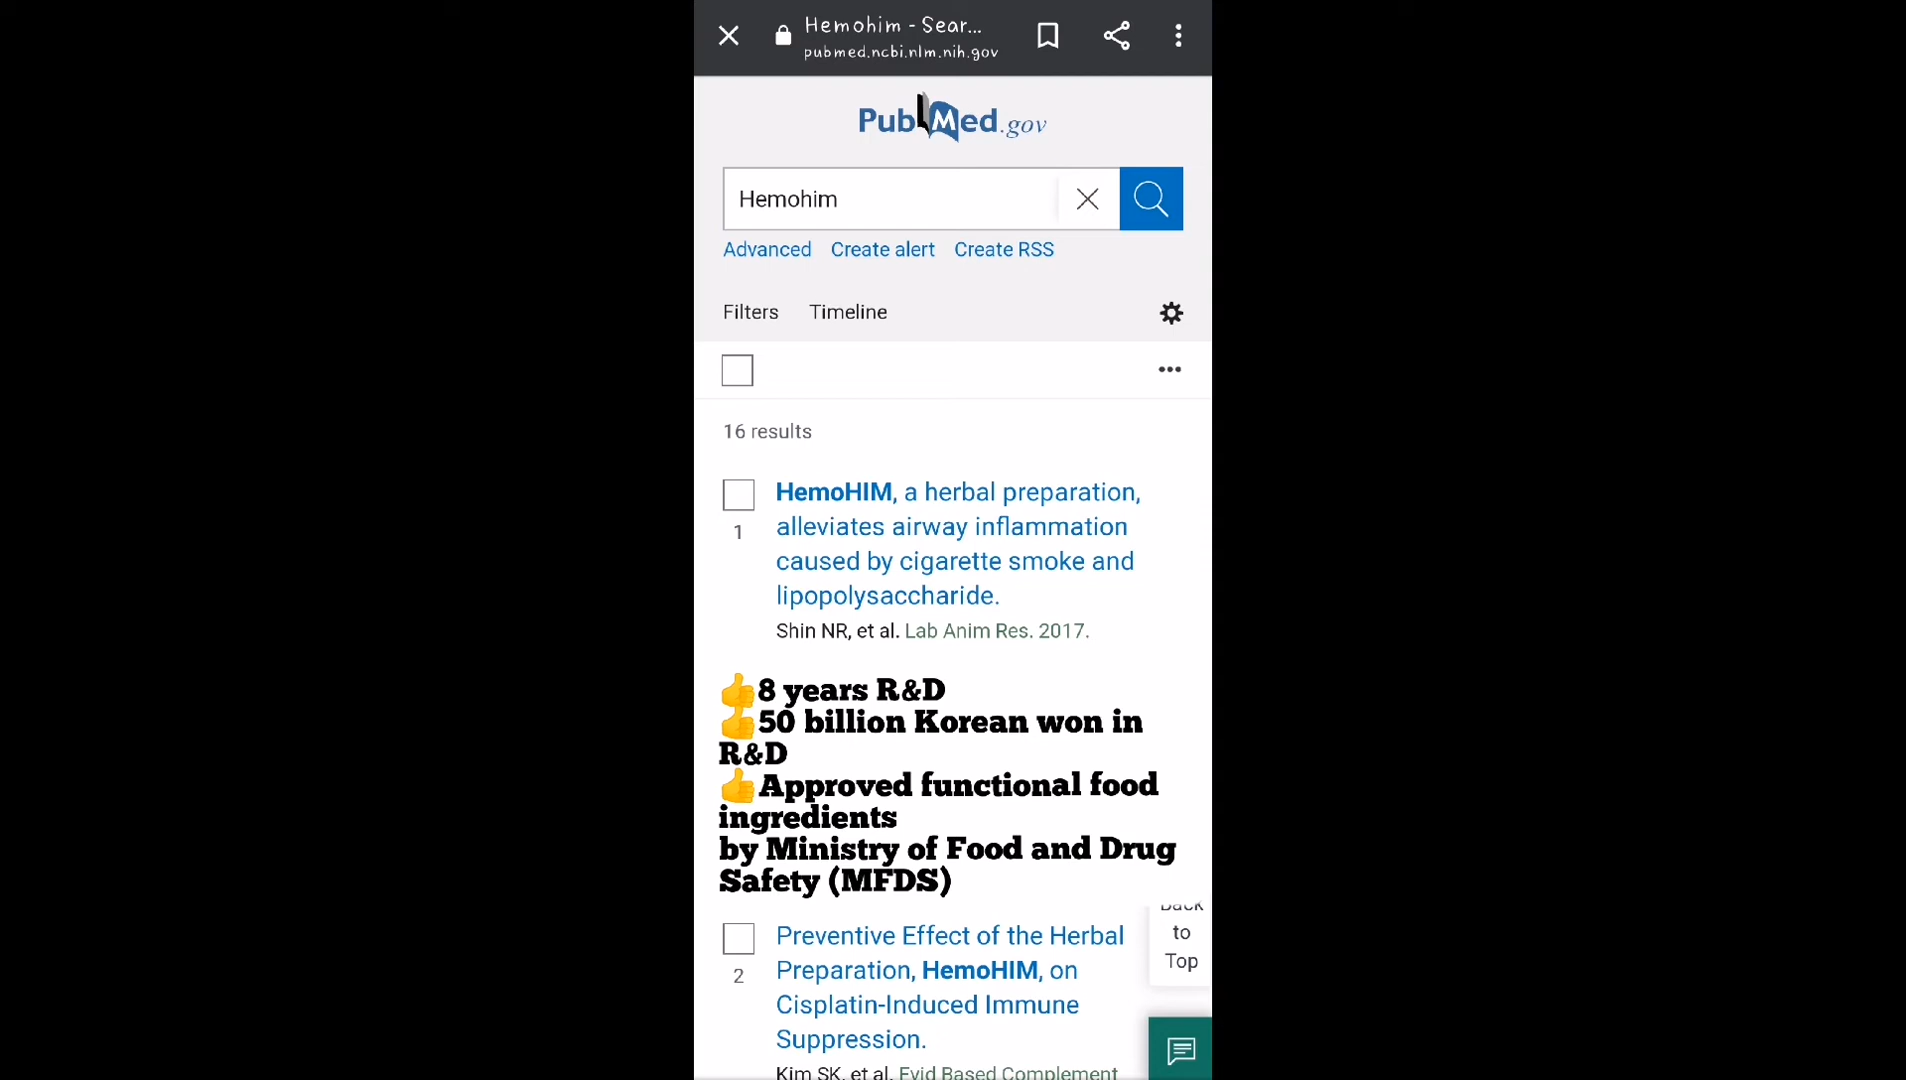 Hemohim - Sear...
pubmed.ncbi.nlm.nih.gov
PubMed.gov
Hemohim
Advanced Create alert Create RSS
Filters Timeline
16 results
HemoHIM, a herbal preparation,
alleviates airway inflammation
1
caused by cigarette smoke and
lipopolysaccharide.
Shin NR, et al. Lab Anim Res. 2017.
👍8 years R&D
👍50 billion Korean won in
R&D
👍Approved functional food
ingredients
by Ministry of Food and Drug
Safety (MFDS)
Back
to
Top
Preventive Effect of the Herbal
2
Preparation, HemoHIM, on
Cisplatin-Induced Immune
Suppression.
Kim SK, et al. Evid Based Complement